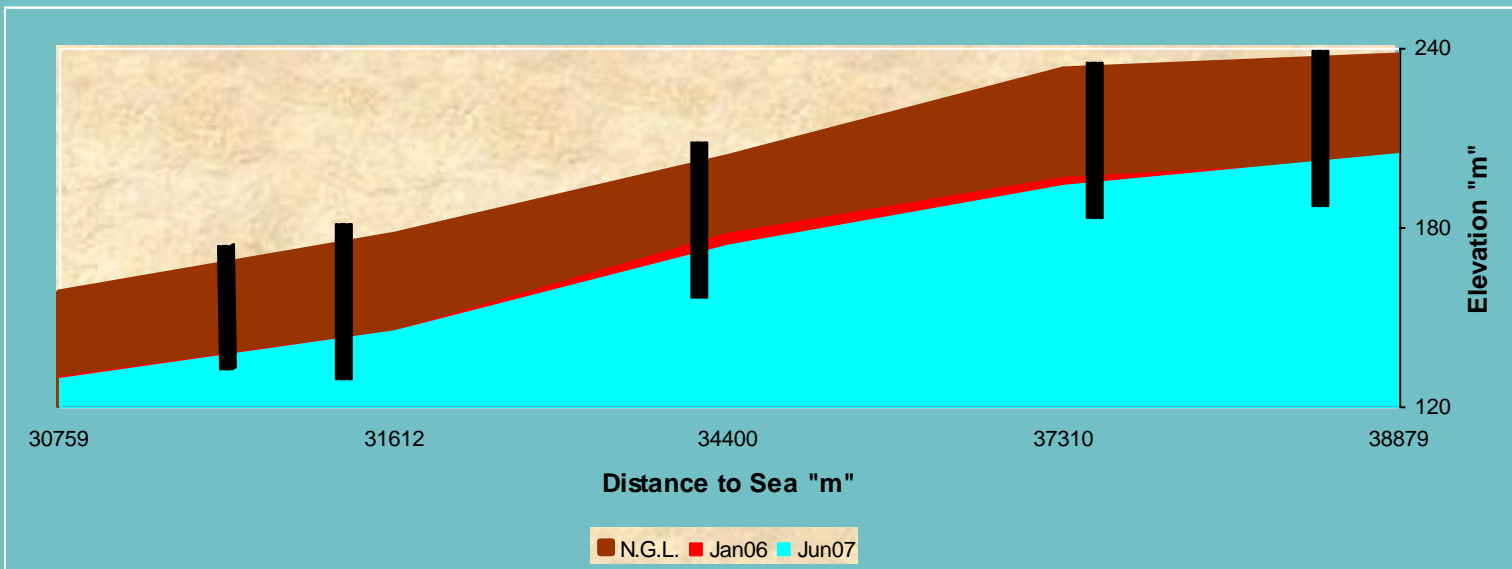 240
180
120
Elevation "m"
30759 31612 34400 37310 38879
Distance to Sea "m"
N.G.L. Jan06 Jun07